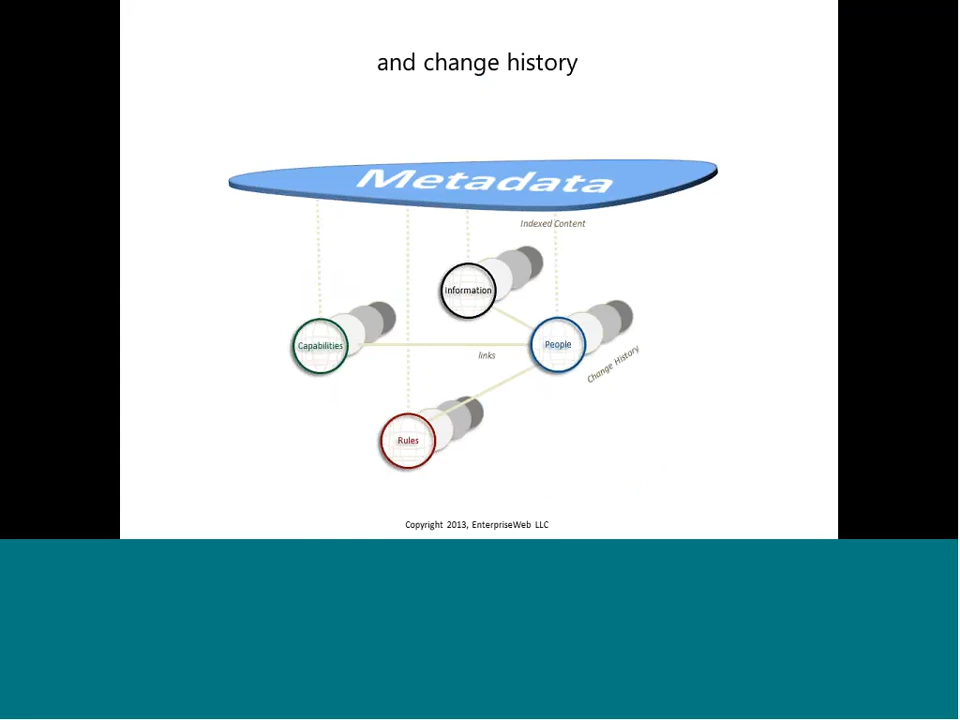 and change history
Metadata
Indexed Content
Information
Capabilities
People
links
Change History
Rules
Copyright 2013, EnterpriseWeb LLC